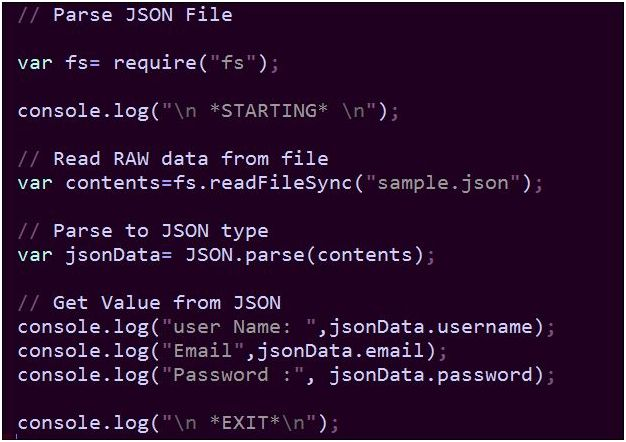 // Parse JSON File
var fs= require("fs");
console.log("\n *STARTING* \n");
// Read RAW data from file
var contents=fs.readFileSync("sample.json");
// Parse to JSON type
var jsonData= JSON.parse(contents);
// Get Value from JSON
console.log("user Name: ",jsonData.username);
console.log("Email",jsonData.email);
console.log("Password :", jsonData.password);
console.log("\n *EXIT*\n");